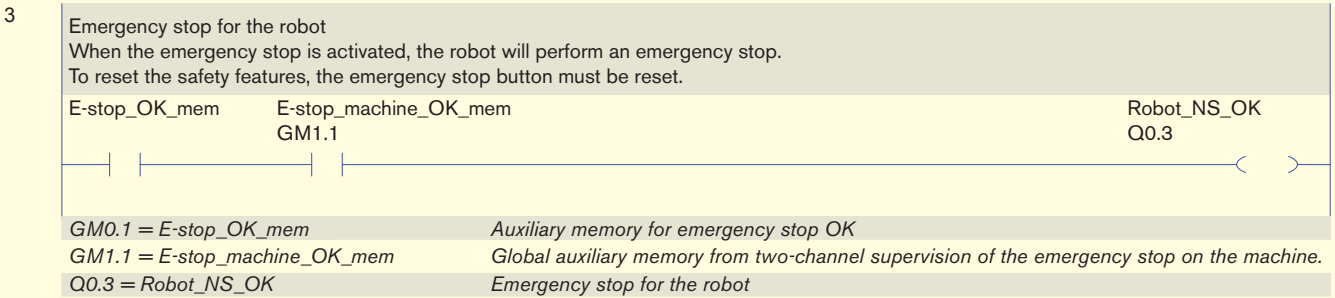 3
Emergency stop for the robot
When the emergency stop is activated, the robot will perform an emergency stop.
To reset the safety features, the emergency stop button must be reset.
E-stop_OK_mem E-stop_machine_OK_mem Robot_NS_OK
GM1.1 Q0.3
GM0.1 = E-stop_OK_mem Auxiliary memory for emergency stop OK
GM1.1 = E-stop_machine_OK_mem Global auxiliary memory from two-channel supervision of the emergency stop on the machine.
Q0.3 = Robot_NS_OK Emergency stop for the robot